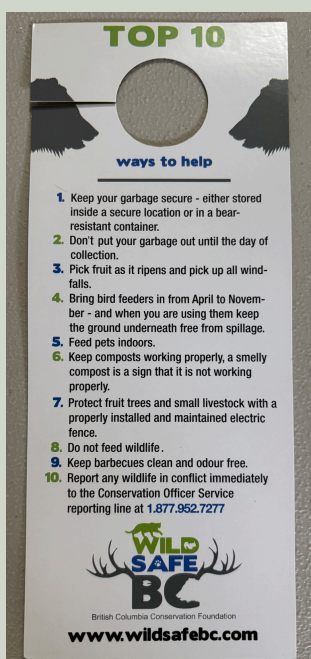 TOP 10
ways to help
1. Keep your garbage secure - either stored
inside a secure location or in a bear-
resistant container.
2. Don't put your garbage out until the day of
collection.
3. Pick fruit as it ripens and pick up all wind-
falls.
4. Bring bird feeders in from April to Novem-
ber - and when you are using them keep
the ground underneath free from spillage.
5. Feed pets indoors.
6. Keep composts working properly, a smelly
compost is a sign that it is not working
properly.
7. Protect fruit trees and small livestock with a
properly installed and maintained electric
fence.
8. Do not feed wildlife.
9. Keep barbecues clean and odour free.
10. Report any wildlife in conflict immediately
to the Conservation Officer Service
reporting line at 1.877.952.7277
WILD
SAFE
BC
British Columbia Conservation Foundation
www.wildsafebc.com